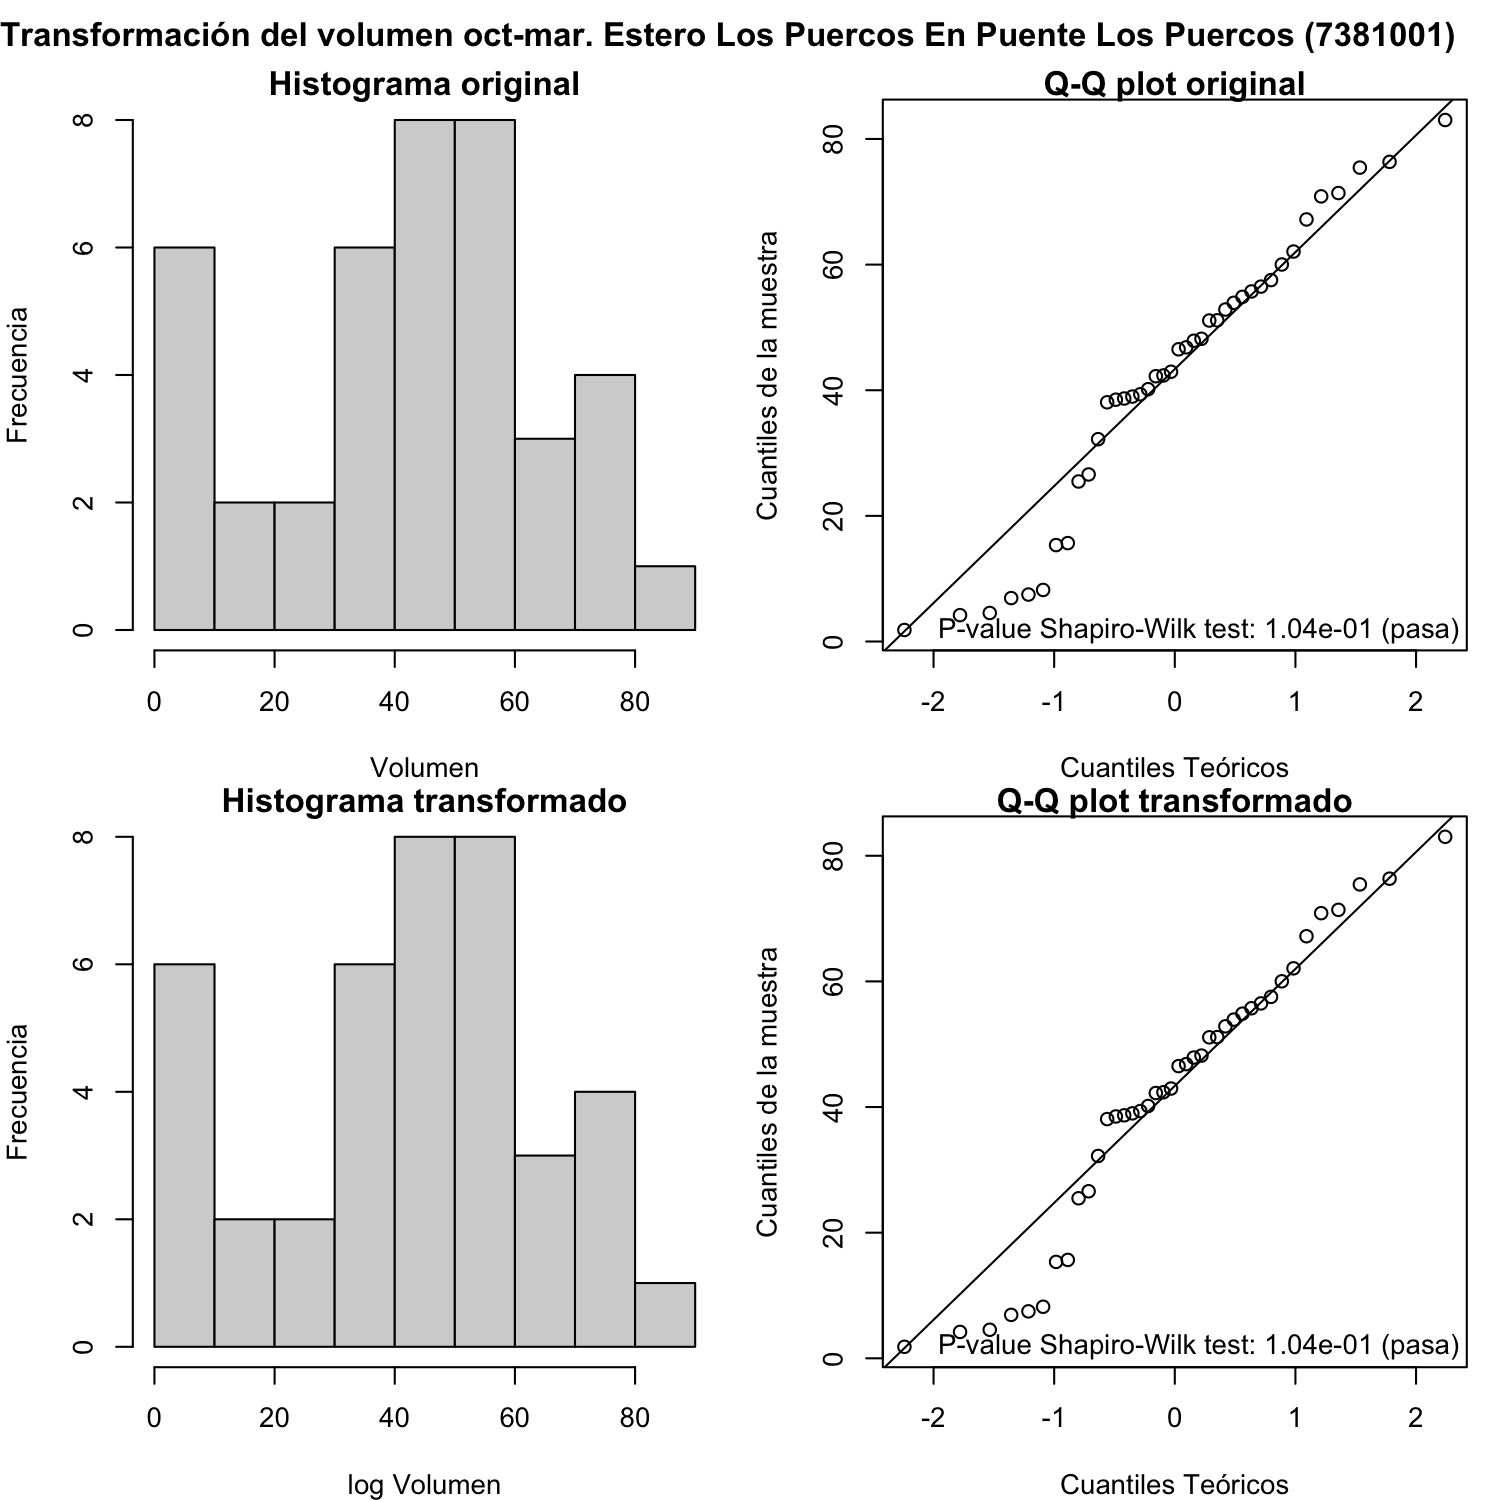 Transformación del volumen oct-mar. Estero Los Puercos En Puente Los Puercos (7381001)
Histograma original
Frecuencia
0 2 4 6 8
0 20 40 60 80
Volumen
Q-Q plot original
Cuantiles de la muestra
0 20 40 60 80
P-value Shapiro-Wilk test: 1.04e-01 (pasa)
-2 -1 0 1 2
Cuantiles Teóricos
Histograma transformado
Frecuencia
0 2 4 6 8
0 20 40 60 80
log Volumen
Q-Q plot transformado
Cuantiles de la muestra
0 20 40 60 80
P-value Shapiro-Wilk test: 1.04e-01 (pasa)
-2 -1 0 1 2
Cuantiles Teóricos